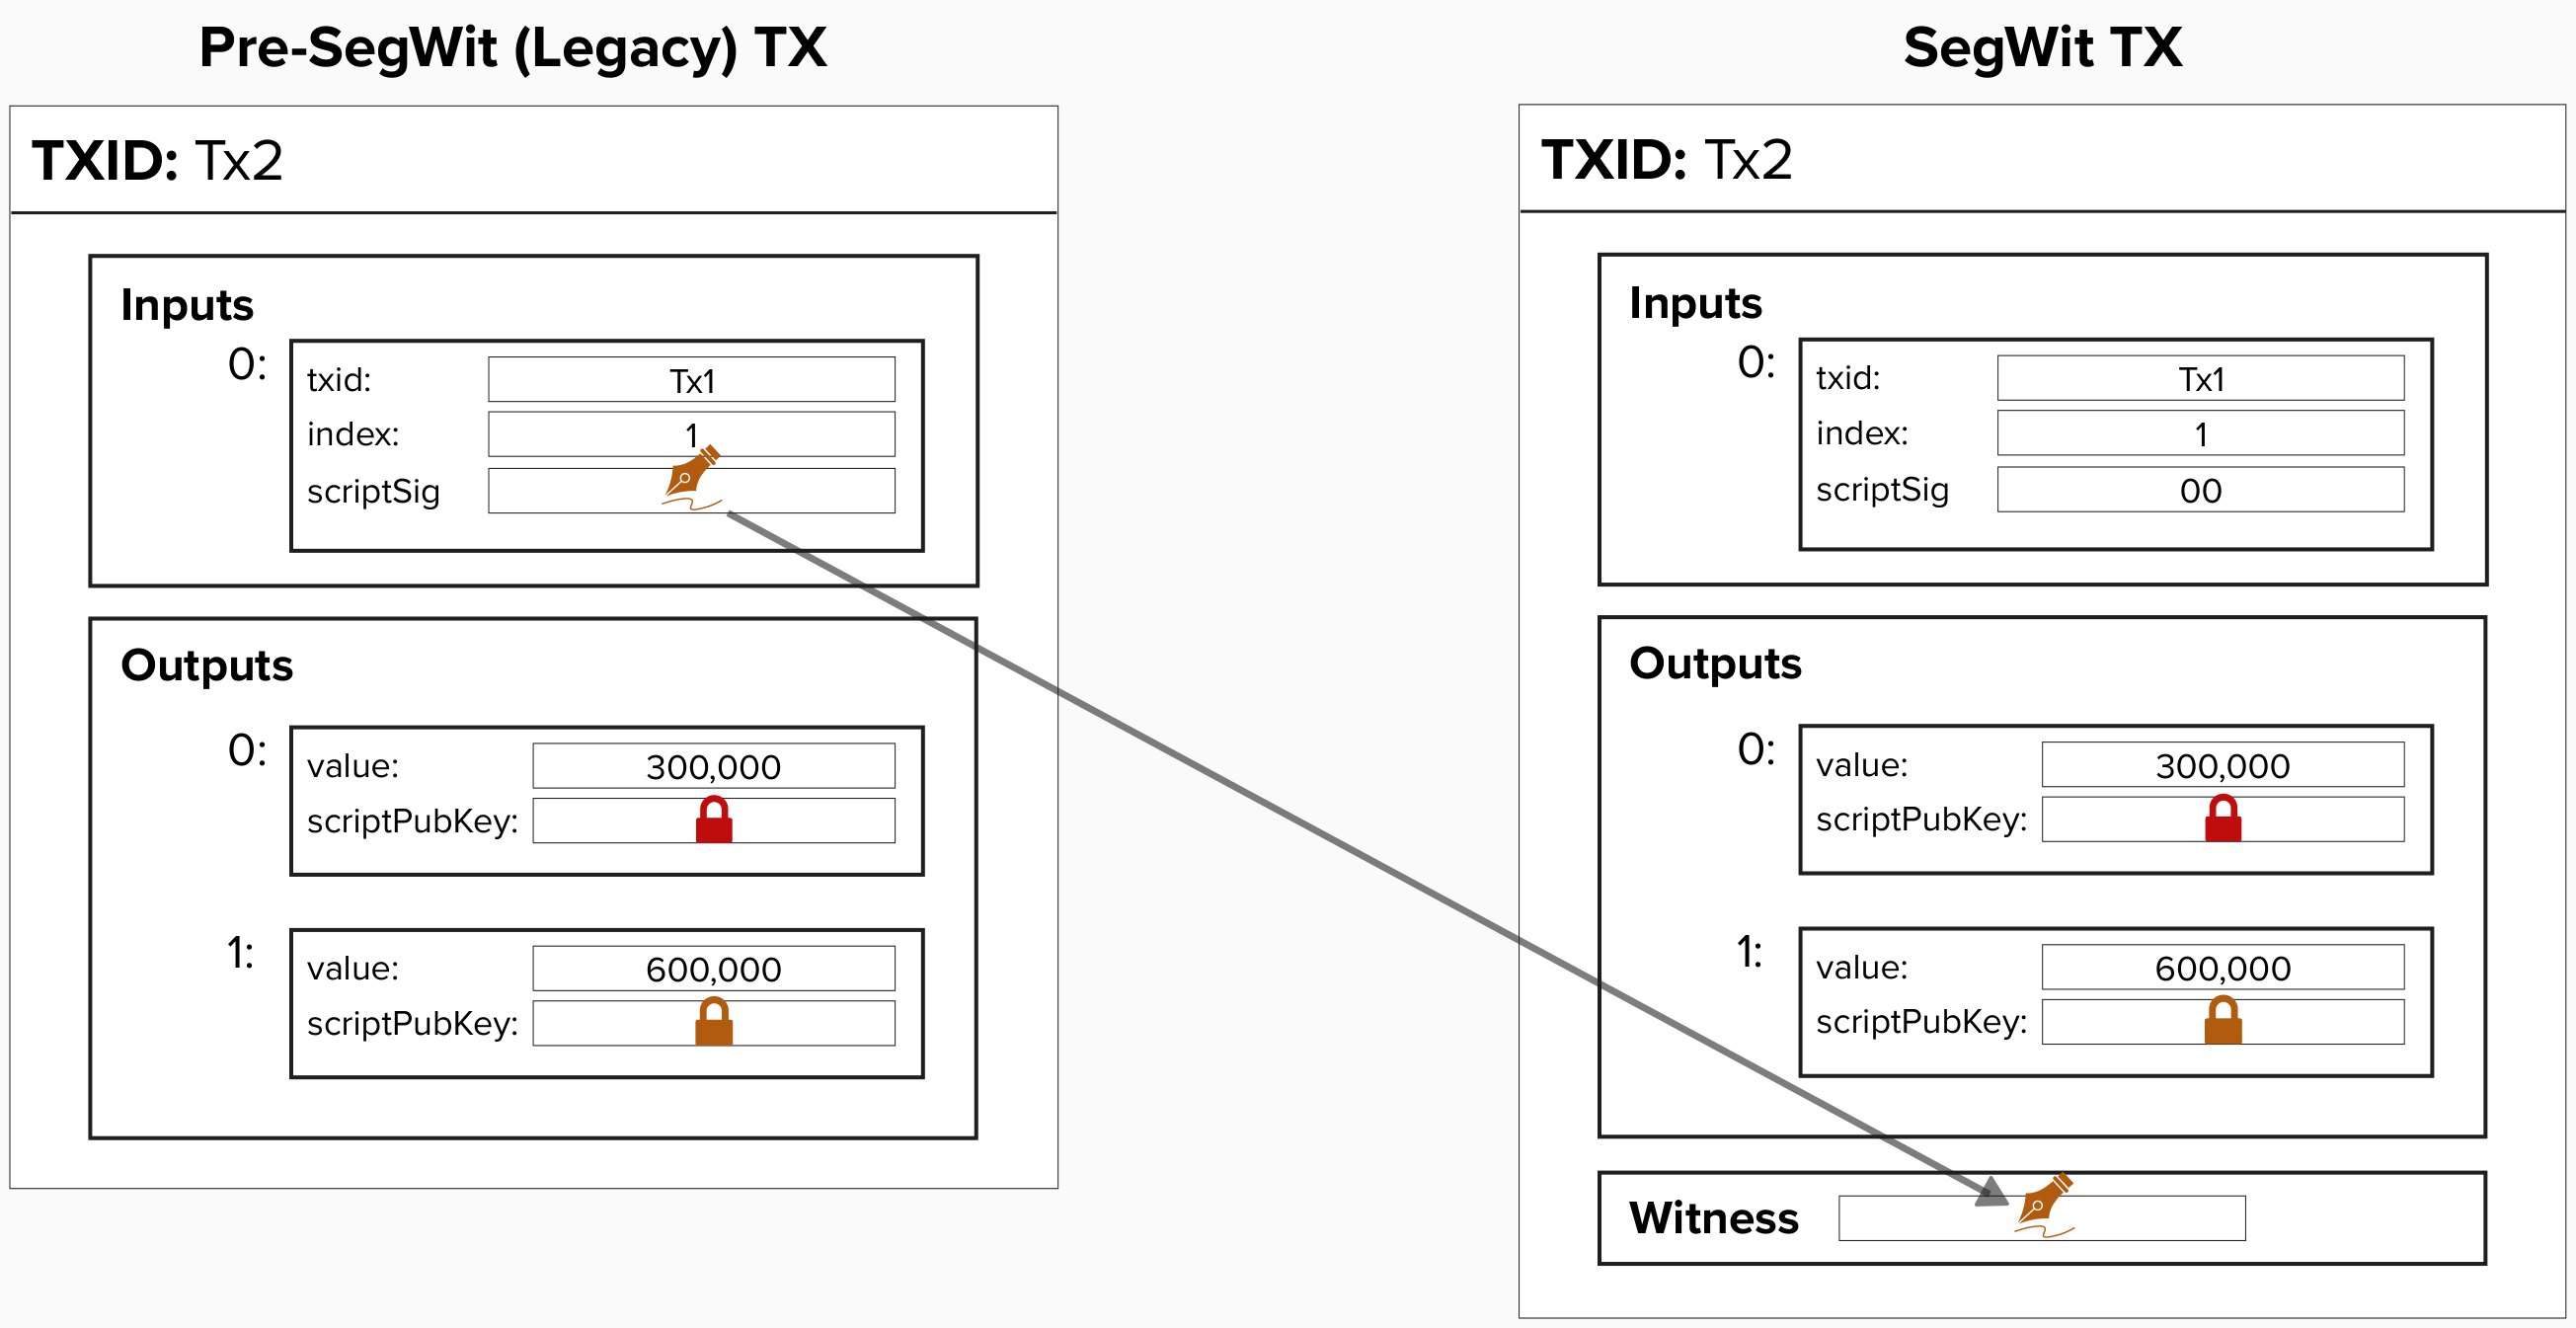 Pre-SegWit (Legacy) TX
TXID: Tx2
Inputs
0:
txid: Tx1
index: 1
scriptSig
Outputs
0:
value: 300,000
scriptPubKey:
1:
value: 600,000
scriptPubKey:
SegWit TX
TXID: Tx2
Inputs
0:
txid: Tx1
index: 1
scriptSig 00
Outputs
0:
value: 300,000
scriptPubKey:
1:
value: 600,000
scriptPubKey:
Witness